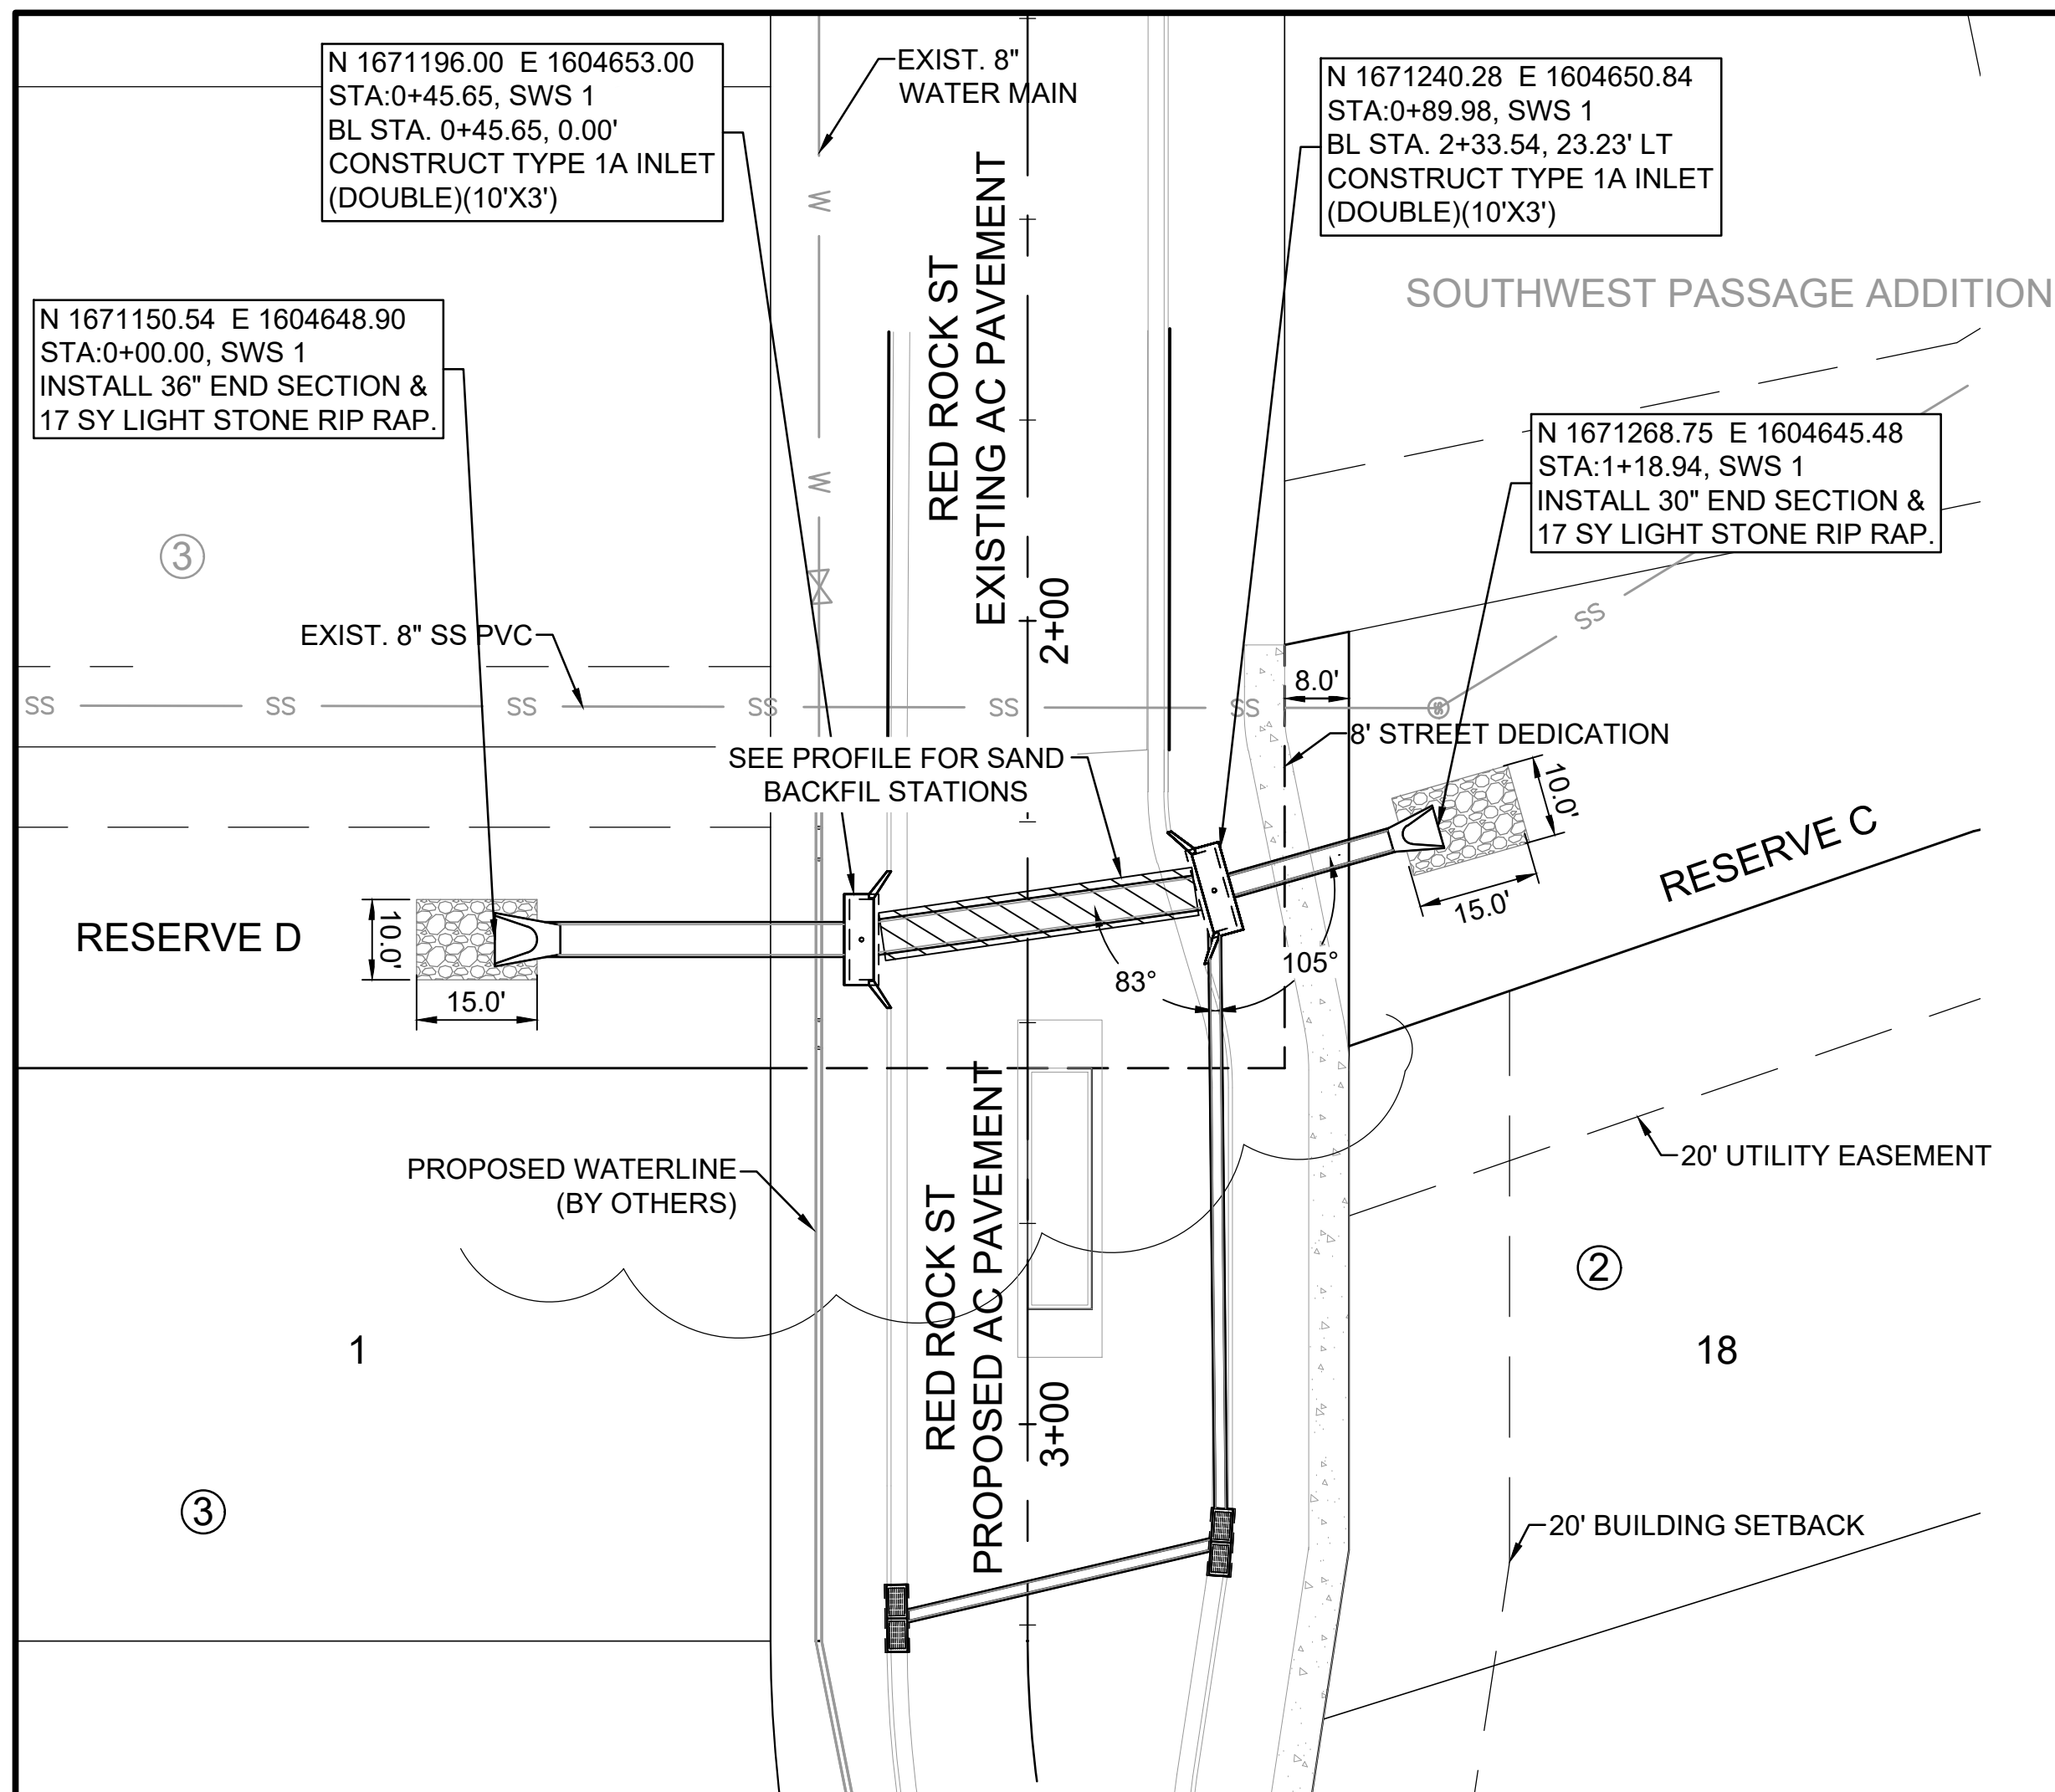 N 1671196.00 E 1604653.00
STA:0+45.65, SWS 1
BL STA. 0+45.65, 0.00'
CONSTRUCT TYPE 1A INLET
(DOUBLE)(10'X3')
EXIST. 8"
WATER MAIN
N 1671240.28 E 1604650.84
STA:0+89.98, SWS 1
BL STA. 2+33.54, 23.23' LT
CONSTRUCT TYPE 1A INLET
(DOUBLE)(10'X3')
W
W
RED ROCK ST
EXISTING AC PAVEMENT
SOUTHWEST PASSAGE ADDITION
N 1671150.54 E 1604648.90
STA:0+00.00, SWS 1
INSTALL 36" END SECTION &
17 SY LIGHT STONE RIP RAP.
N 1671268.75 E 1604645.48
STA:1+18.94, SWS 1
INSTALL 30" END SECTION &
17 SY LIGHT STONE RIP RAP.
3
2+00
EXIST. 8" SS PVC
SS
8.0'
SS
SS
SS
SS
SS
SS
SS
8' STREET DEDICATION
SEE PROFILE FOR SAND
BACKFIL STATIONS
10.0'
15.0'
RESERVE C
RESERVE D
10.0'
15.0'
83°
105°
PROPOSED WATERLINE
(BY OTHERS)
RED ROCK ST
PROPOSED AC PAVEMENT
20' UTILITY EASEMENT
2
1
18
3+00
3
20' BUILDING SETBACK